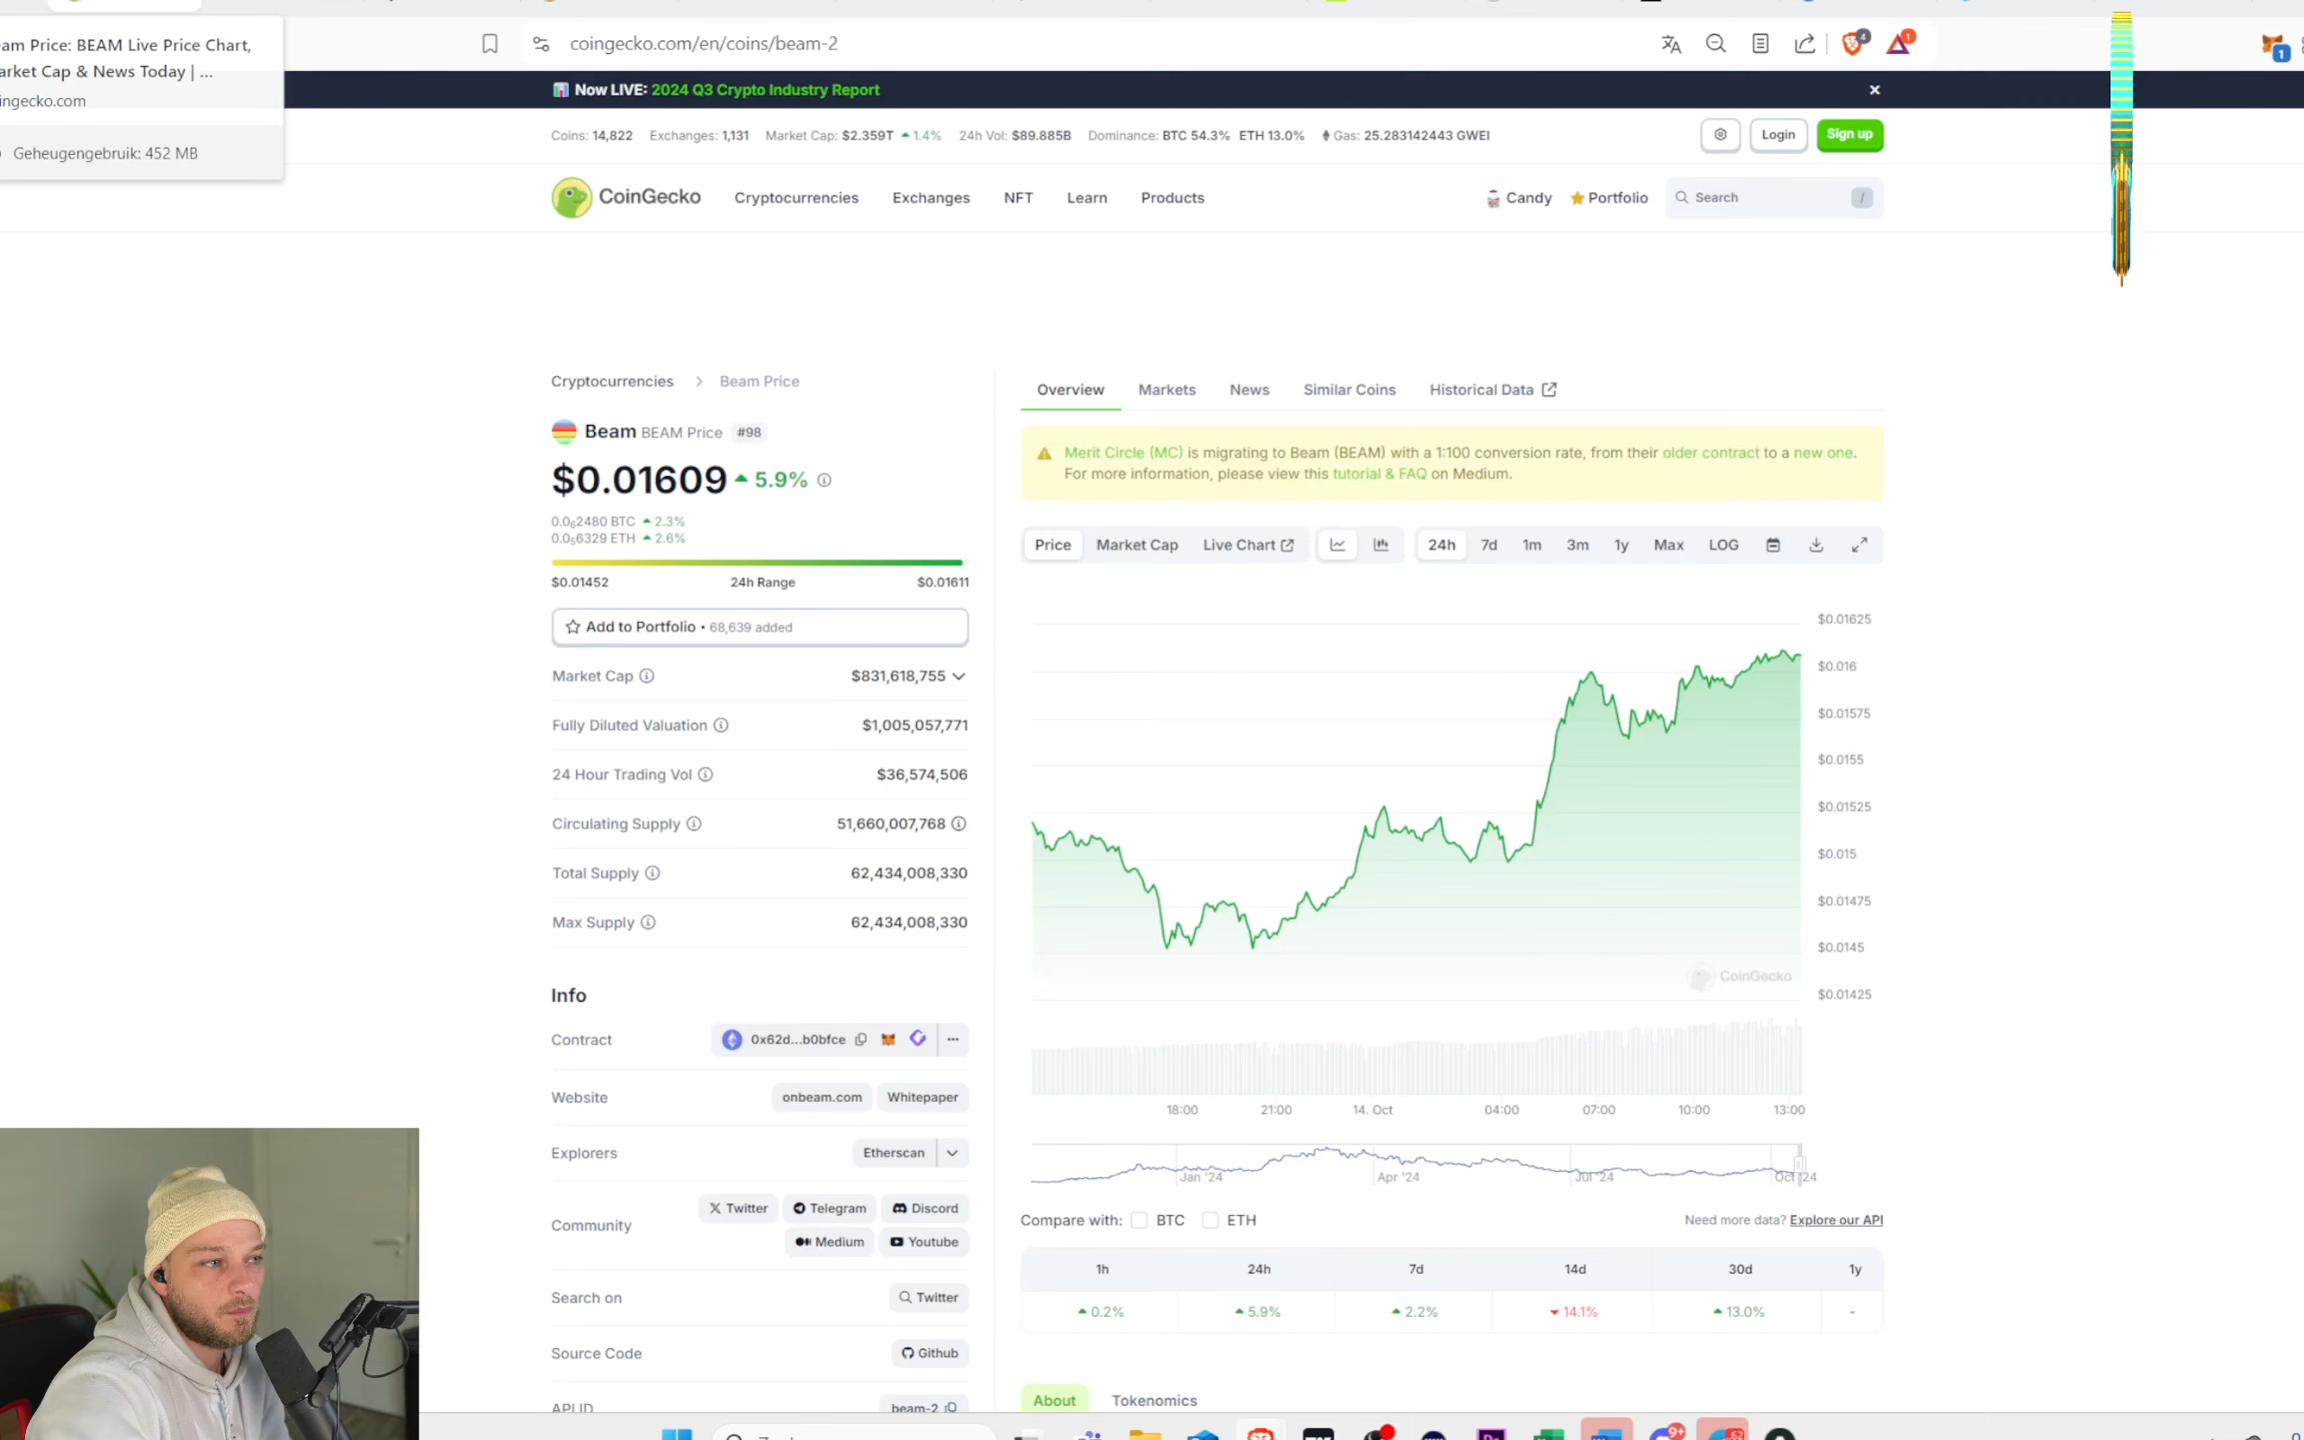 am Price: BEAM Live Price Chart,
arket Cap & News Today | ...
ingecko.com
Geheugengebruik: 452 MB
coingecko.com/en/coins/beam-2
4
1
1
Now LIVE: 2024 Q3 Crypto Industry Report
Coins: 14,822 Exchanges: 1,131 Market Cap: $2.359T 1.4% 24h Vol: $89.885B Dominance: BTC 54.3% ETH 13.0% Gas: 25.283142443 GWEI
Login
Sign up
CoinGecko
Cryptocurrencies Exchanges NFT Learn Products
Candy Portfolio
Search /
Cryptocurrencies > Beam Price
Beam BEAM Price #98
$0.01609 5.9%
0.0₆2480 BTC 2.3%
0.0₅6329 ETH 2.6%
$0.01452 24h Range $0.01611
Add to Portfolio • 68,639 added
Market Cap $831,618,755
Fully Diluted Valuation $1,005,057,771
24 Hour Trading Vol $36,574,506
Circulating Supply 51,660,007,768
Total Supply 62,434,008,330
Max Supply 62,434,008,330
Info
Contract 0x62d...b0bfce ...
Website onbeam.com Whitepaper
Explorers Etherscan
Community Twitter Telegram Discord
Medium Youtube
Search on Twitter
Source Code Github
API ID beam-2
Overview Markets News Similar Coins Historical Data
Merit Circle (MC) is migrating to Beam (BEAM) with a 1:100 conversion rate, from their older contract to a new one.
For more information, please view this tutorial & FAQ on Medium.
Price Market Cap Live Chart 24h 7d 1m 3m 1y Max LOG
$0.01625
$0.016
$0.01575
$0.0155
$0.01525
$0.015
$0.01475
$0.0145
$0.01425
CoinGecko
18:00 21:00 14. Oct 04:00 07:00 10:00 13:00
Jan '24 Apr '24 Jul '24 Oct '24
Compare with: BTC ETH
Need more data? Explore our API
1h 24h 7d 14d 30d 1y
0.2% 5.9% 2.2% 14.1% 13.0% -
About Tokenomics
9+
62